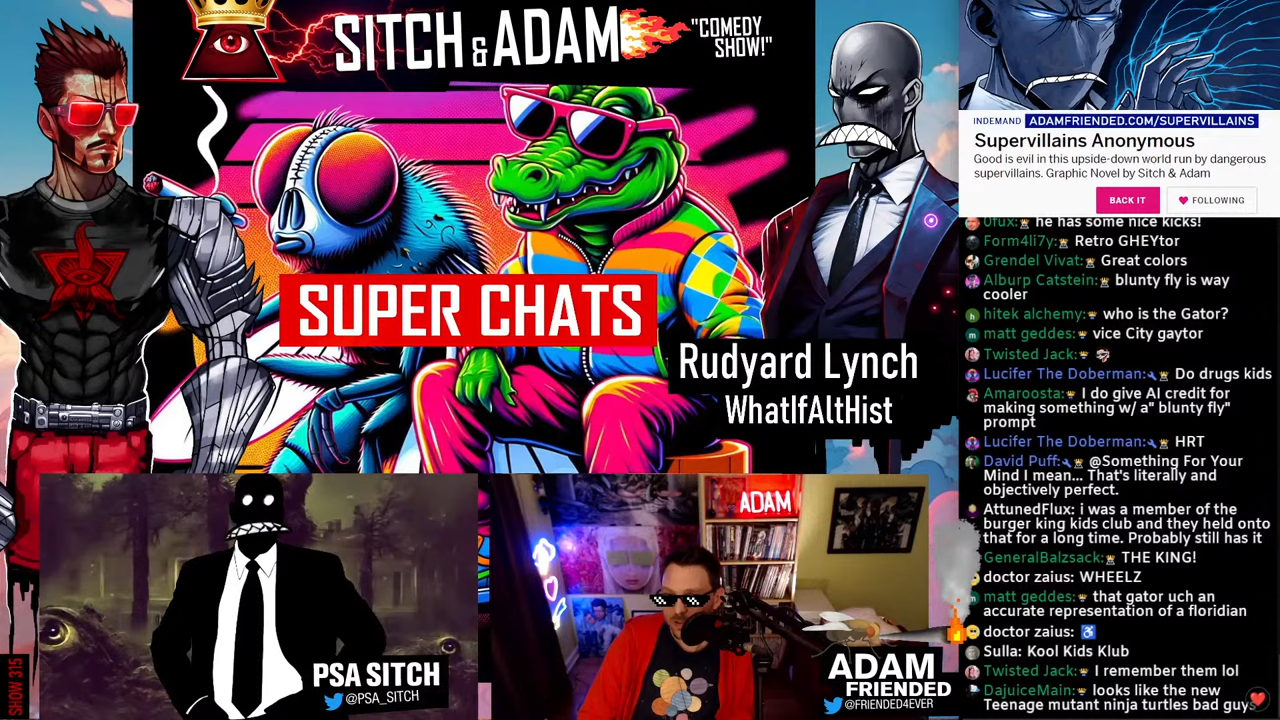 SITCH & ADAM
"COMEDY
SHOW!"
SUPER CHATS
Rudyard Lynch
WhatIfAltHist
INDEMAND ADAMFRIENDED.COM/SUPERVILLAINS
Supervillains Anonymous
Good is evil in this upside-down world run by dangerous
supervillains. Graphic Novel by Sitch & Adam
BACK IT
FOLLOWING
0fux: he has some nice kicks!
Form4li7y: Retro GHEYtor
Grendel Vivat: Great colors
Alburp Catstein: blunty fly is way
cooler
hitek alchemy: who is the Gator?
matt geddes: vice City gaytor
Twisted Jack:
Lucifer The Doberman: Do drugs kids
Amaroosta: I do give AI credit for
making something w/ a" blunty fly"
prompt
Lucifer The Doberman: HRT
David Puff: @Something For Your
Mind I mean... That's literally and
objectively perfect.
AttunedFlux: i was a member of the
burger king kids club and they held onto
that for a long time. Probably still has it
GeneralBalzsack: THE KING!
doctor zaius: WHEELZ
matt geddes: that gator uch an
accurate representation of a floridian
doctor zaius: ♿
Sulla: Kool Kids Klub
Twisted Jack: I remember them lol
DajuiceMain: looks like the new
Teenage mutant ninja turtles bad guys
ADAM
PSA SITCH
@PSA_SITCH
ADAM
FRIENDED
@FRIENDED4EVER
SHOW 315